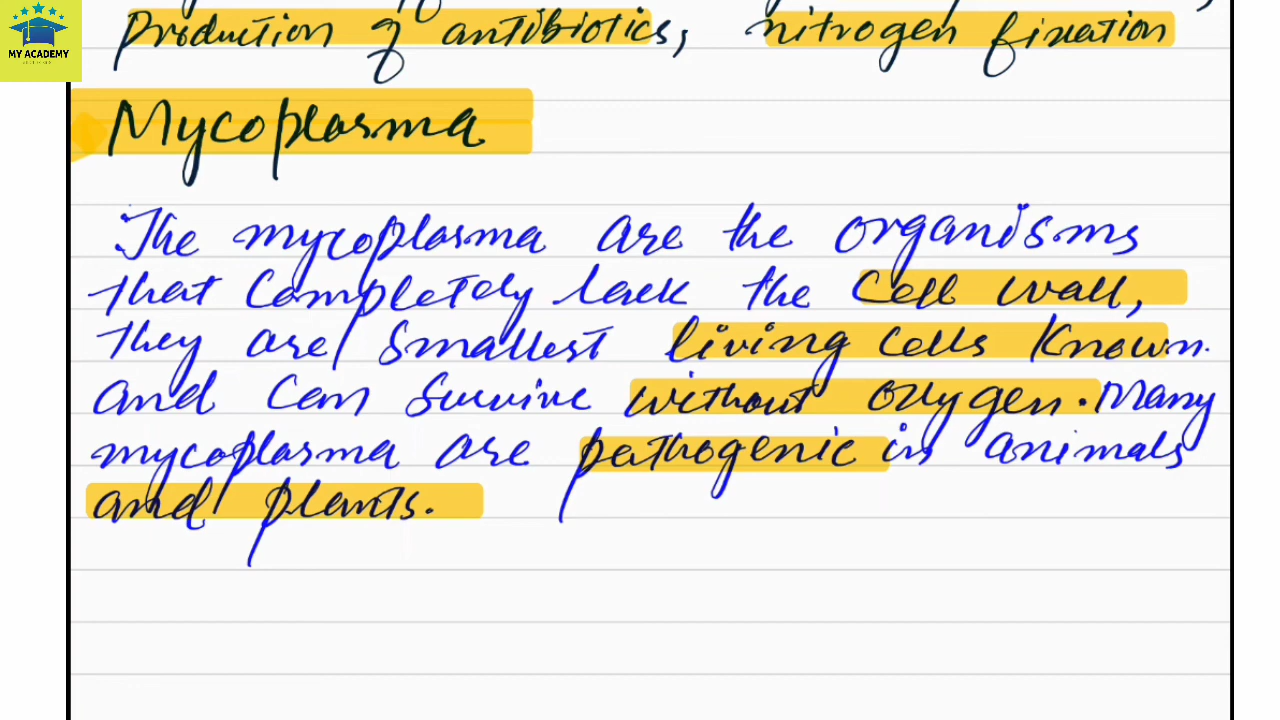 MY ACADEMY
Production of antibiotics, nitrogen fixation
Mycoplasma
The mycoplasma are the organisms
that completely lack the cell wall,
they are smallest living cells known
and can survive without oxygen. Many
mycoplasma are pathogenic in animals
and plants.